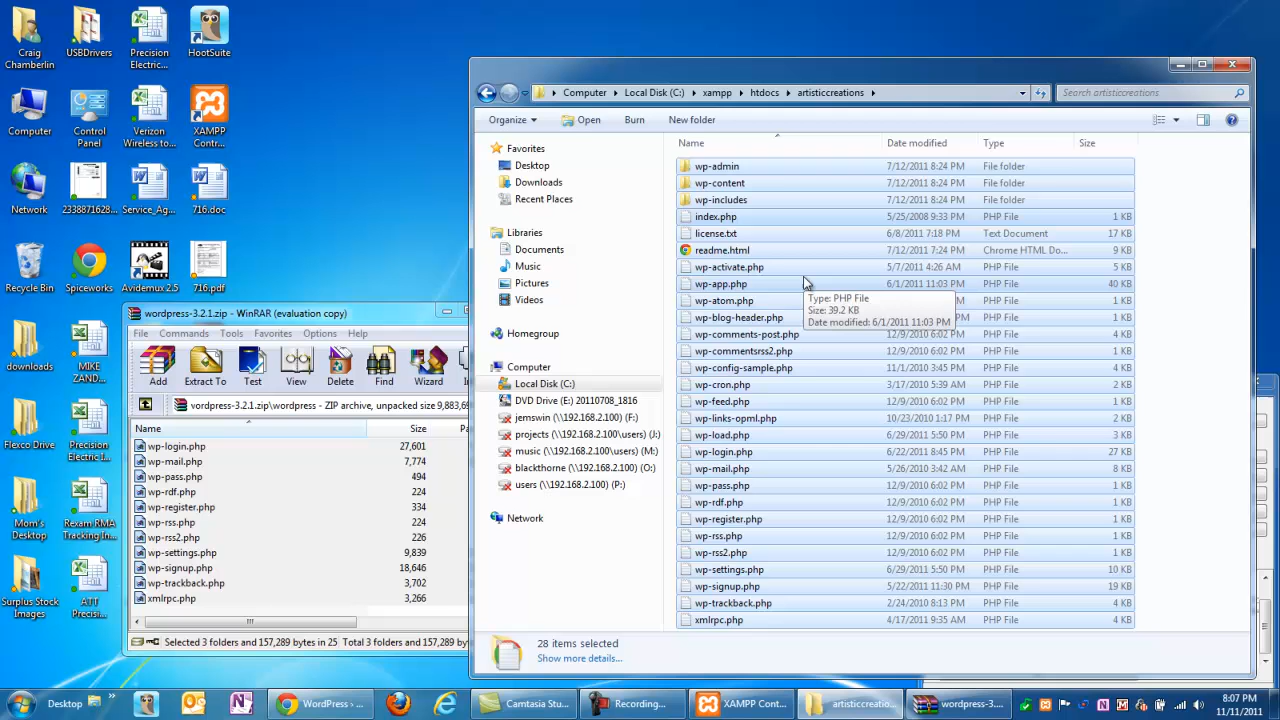 Craig
Chamberlin
USBDrivers
Precision
Electric...
HootSuite
Computer
Control
Panel
Verizon
Wireless to...
XAMPP
Contr...
Network
2338871628...
Service_Ag...
716.doc
Recycle Bin
Spiceworks
Avidemux 2.5
716.pdf
downloads
MIKE
ZAND...
Flexco Drive
Precision
Electric I...
Mom's
Desktop
Rexam RMA
Tracking In...
Surplus Stock
Images
ATT
Precisi...
wordpress-3.2.1.zip - WinRAR (evaluation copy)
File Commands Tools Favorites Options Help
Add Extract To Test View Delete Find Wizard
wordpress-3.2.1.zip\wordpress - ZIP archive, unpacked size 9,883,69
Name Size Pa
wp-login.php 27,601
wp-mail.php 7,774
wp-pass.php 494
wp-rdf.php 224
wp-register.php 334
wp-rss.php 224
wp-rss2.php 226
wp-settings.php 9,839
wp-signup.php 18,646
wp-trackback.php 3,702
xmlrpc.php 3,266
Selected 3 folders and 157,289 bytes in 25 Total 3 folders and 157,289 byt
Computer Local Disk (C:) xampp htdocs artisticcreations
Search artisticcreations
Organize Open Burn New folder
Favorites
Desktop
Downloads
Recent Places
Libraries
Documents
Music
Pictures
Videos
Homegroup
Computer
Local Disk (C:)
DVD Drive (E:) 20110708_1816
jemswin (\\192.168.2.100) (F:)
projects (\\192.168.2.100\users) (J:)
music (\\192.168.2.100\users) (M:)
blackthorne (\\192.168.2.100) (O:)
users (\\192.168.2.100) (P:)
Network
Name Date modified Type Size
wp-admin 7/12/2011 8:24 PM File folder
wp-content 7/12/2011 8:24 PM File folder
wp-includes 7/12/2011 8:24 PM File folder
index.php 5/25/2008 9:33 PM PHP File 1 KB
license.txt 6/8/2011 7:18 PM Text Document 17 KB
readme.html 7/12/2011 7:24 PM Chrome HTML Do... 9 KB
wp-activate.php 5/7/2011 4:26 AM PHP File 5 KB
wp-app.php 6/1/2011 11:03 PM PHP File 40 KB
wp-atom.php M PHP File 1 KB
wp-blog-header.php PM PHP File 1 KB
wp-comments-post.php 12/9/2010 6:02 PM PHP File 4 KB
wp-commentsrss2.php 12/9/2010 6:02 PM PHP File 1 KB
wp-config-sample.php 11/1/2010 3:45 PM PHP File 4 KB
wp-cron.php 3/17/2010 5:39 AM PHP File 2 KB
wp-feed.php 12/9/2010 6:02 PM PHP File 1 KB
wp-links-opml.php 10/23/2010 1:17 PM PHP File 2 KB
wp-load.php 6/29/2011 5:50 PM PHP File 3 KB
wp-login.php 6/22/2011 8:45 PM PHP File 27 KB
wp-mail.php 5/26/2010 3:42 AM PHP File 8 KB
wp-pass.php 12/9/2010 6:02 PM PHP File 1 KB
wp-rdf.php 12/9/2010 6:02 PM PHP File 1 KB
wp-register.php 12/9/2010 6:02 PM PHP File 1 KB
wp-rss.php 12/9/2010 6:02 PM PHP File 1 KB
wp-rss2.php 12/9/2010 6:02 PM PHP File 1 KB
wp-settings.php 6/29/2011 5:50 PM PHP File 10 KB
wp-signup.php 5/22/2011 11:30 PM PHP File 19 KB
wp-trackback.php 2/24/2010 8:13 PM PHP File 4 KB
xmlrpc.php 4/17/2011 9:35 AM PHP File 4 KB
Type: PHP File
Size: 39.2 KB
Date modified: 6/1/2011 11:03 PM
28 items selected
Show more details...
Desktop WordPress › ... Camtasia Stu... Recording... XAMPP Cont... artisticcreatio... wordpress-3....
8:07 PM
11/11/2011